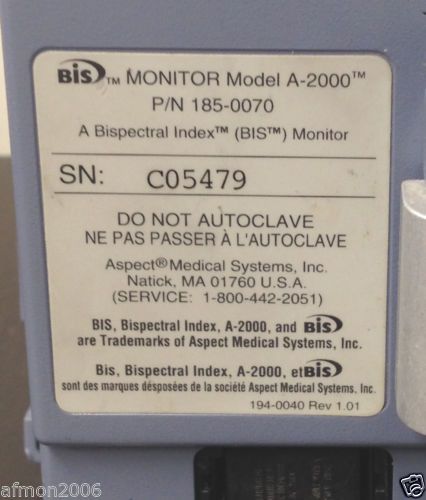 BIS™ MONITOR Model A-2000™
P/N 185-0070
A Bispectral Index™ (BIS™) Monitor
SN: C05479
DO NOT AUTOCLAVE
NE PAS PASSER À L'AUTOCLAVE
Aspect® Medical Systems, Inc.
Natick, MA 01760 U.S.A.
(SERVICE: 1-800-442-2051)
BIS, Bispectral Index, A-2000, and BIS
are Trademarks of Aspect Medical Systems, Inc.
Bis, Bispectral Index, A-2000, et BIS
sont des marques désposées de la société Aspect Medical Systems, Inc.
194-0040 Rev 1.01
afmon2006